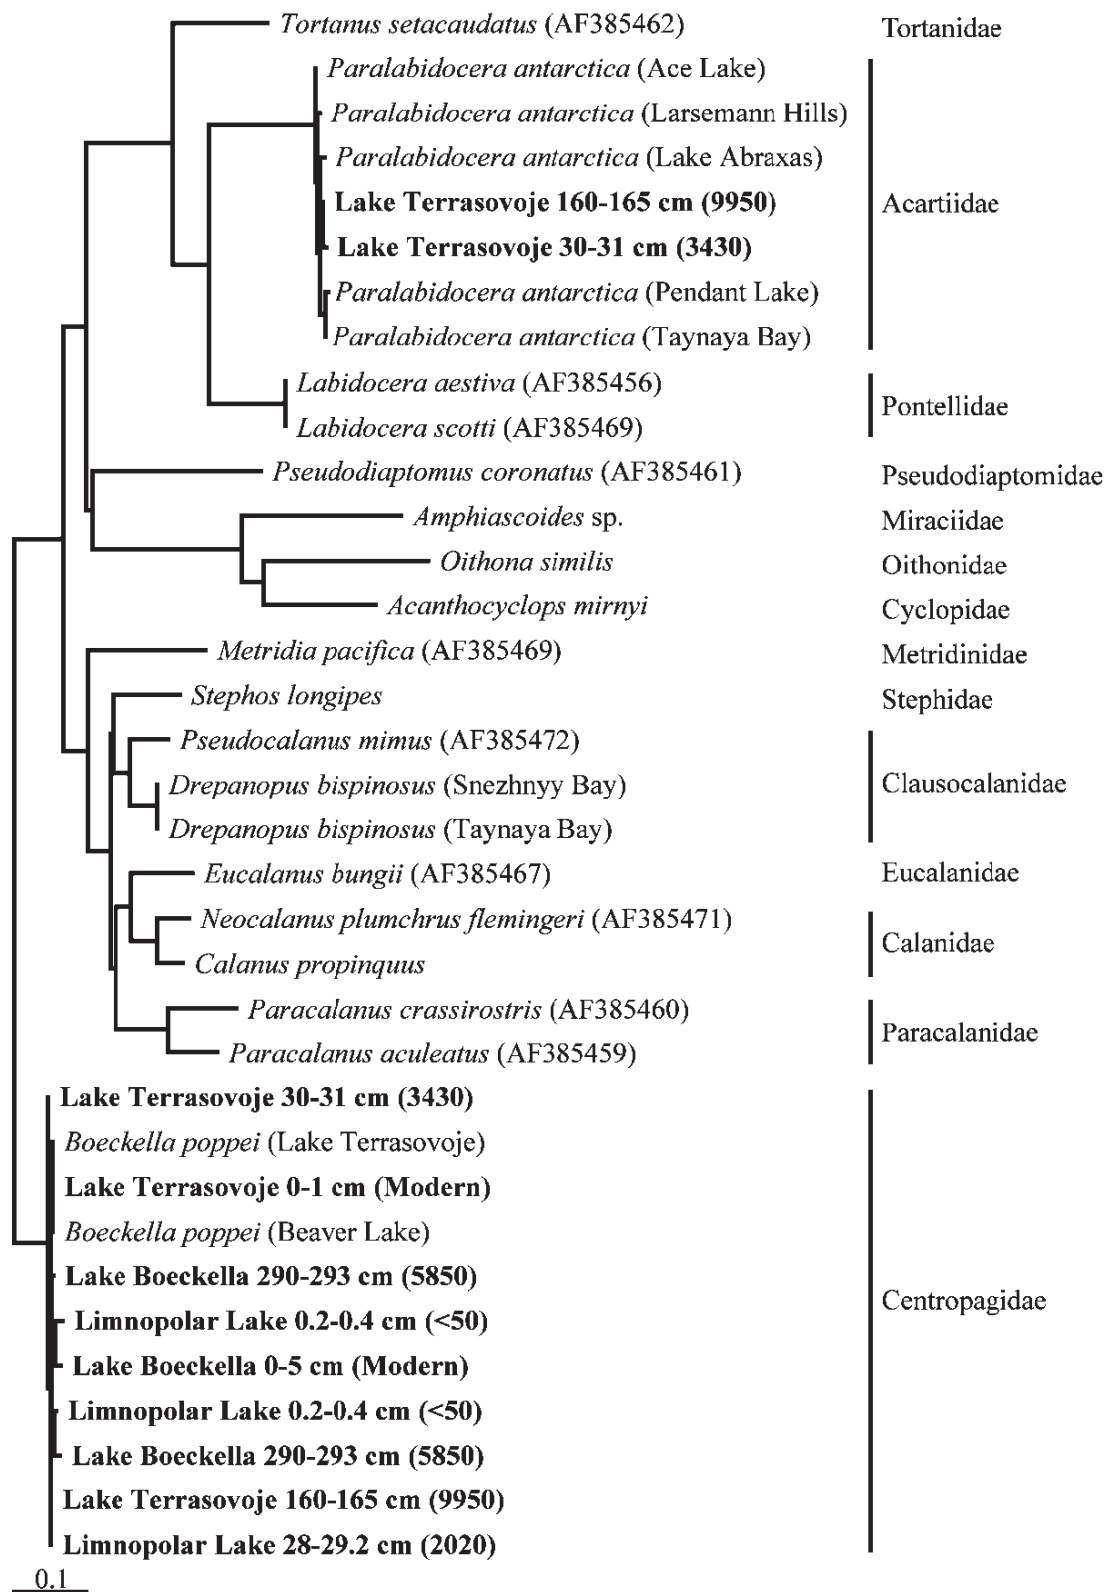 Tortanus setacaudatus (AF385462) Tortanidae
Paralabidocera antarctica (Ace Lake)
Paralabidocera antarctica (Larsemann Hills)
Paralabidocera antarctica (Lake Abraxas)
Lake Terrasovoje 160-165 cm (9950) Acartiidae
Lake Terrasovoje 30-31 cm (3430)
Paralabidocera antarctica (Pendant Lake)
Paralabidocera antarctica (Taynaya Bay)
Labidocera aestiva (AF385456)
Pontellidae
Labidocera scotti (AF385469)
Pseudodiaptomus coronatus (AF385461) Pseudodiaptomidae
Amphiascoides sp. Miraciidae
Oithona similis Oithonidae
Acanthocyclops mirnyi Cyclopidae
Metridia pacifica (AF385469) Metridinidae
Stephos longipes Stephidae
Pseudocalanus mimus (AF385472)
Drepanopus bispinosus (Snezhnyy Bay) Clausocalanidae
Drepanopus bispinosus (Taynaya Bay)
Eucalanus bungii (AF385467) Eucalanidae
Neocalanus plumchrus flemingeri (AF385471)
Calanidae
Calanus propinquus
Paracalanus crassirostris (AF385460)
Paracalanidae
Paracalanus aculeatus (AF385459)
Lake Terrasovoje 30-31 cm (3430)
Boeckella poppei (Lake Terrasovoje)
Lake Terrasovoje 0-1 cm (Modern)
Boeckella poppei (Beaver Lake)
Lake Boeckella 290-293 cm (5850)
Centropagidae
Limnopolar Lake 0.2-0.4 cm (<50)
Lake Boeckella 0-5 cm (Modern)
Limnopolar Lake 0.2-0.4 cm (<50)
Lake Boeckella 290-293 cm (5850)
Lake Terrasovoje 160-165 cm (9950)
Limnopolar Lake 28-29.2 cm (2020)
0.1